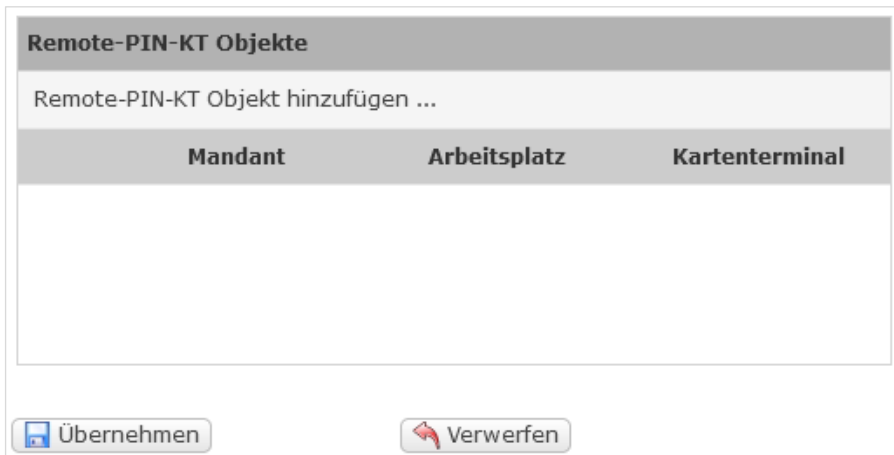 Remote-PIN-KT Objekte
Remote-PIN-KT Objekt hinzufügen ...
Mandant Arbeitsplatz Kartenterminal
Übernehmen Verwerfen